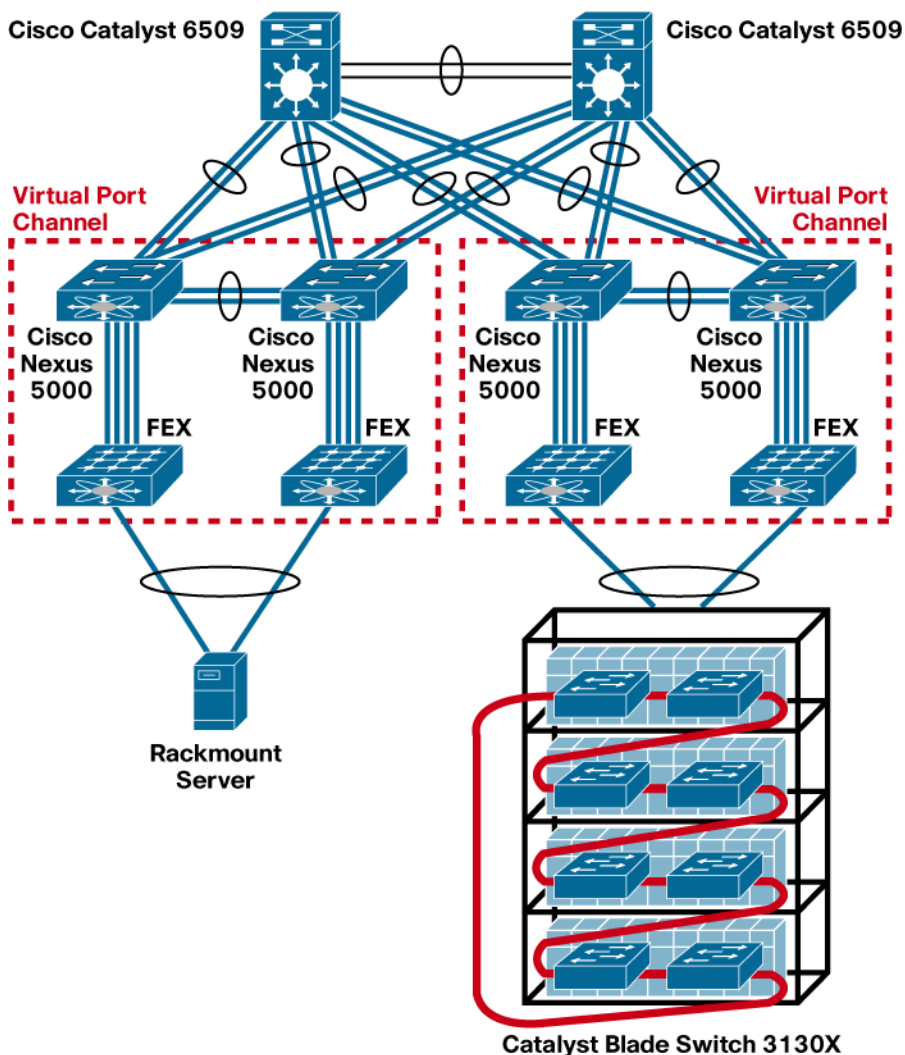 Cisco Catalyst 6509
Cisco Catalyst 6509
Virtual Port
Channel
Virtual Port
Channel
Cisco
Nexus
5000
Cisco
Nexus
5000
Cisco
Nexus
5000
Cisco
Nexus
5000
FEX
FEX
FEX
FEX
Rackmount
Server
Catalyst Blade Switch 3130X